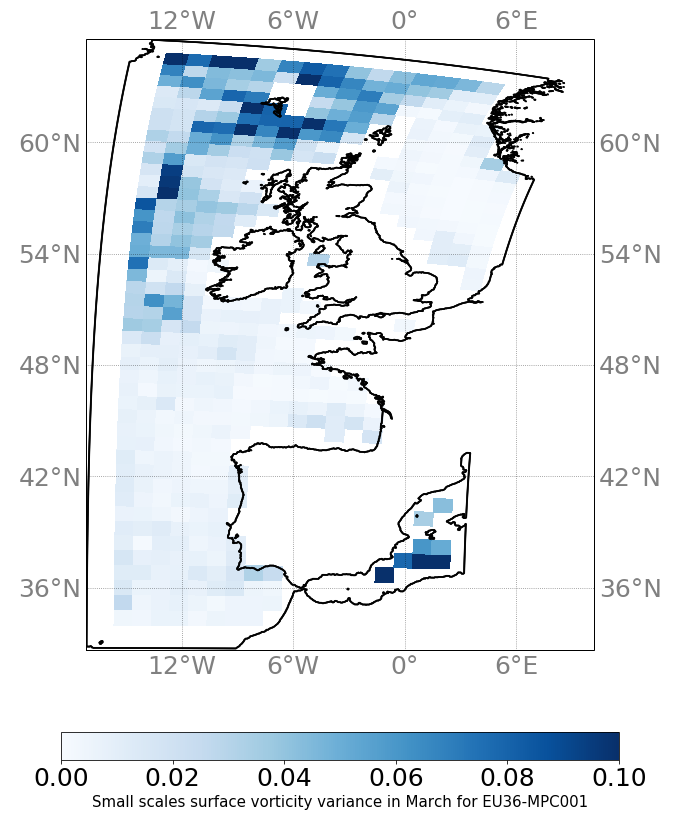 12°W 6°W 0° 6°E
60°N 60°N
54°N 54°N
48°N 48°N
42°N 42°N
36°N 36°N
12°W 6°W 0° 6°E
0.00 0.02 0.04 0.06 0.08 0.10
Small scales surface vorticity variance in March for EU36-MPC001